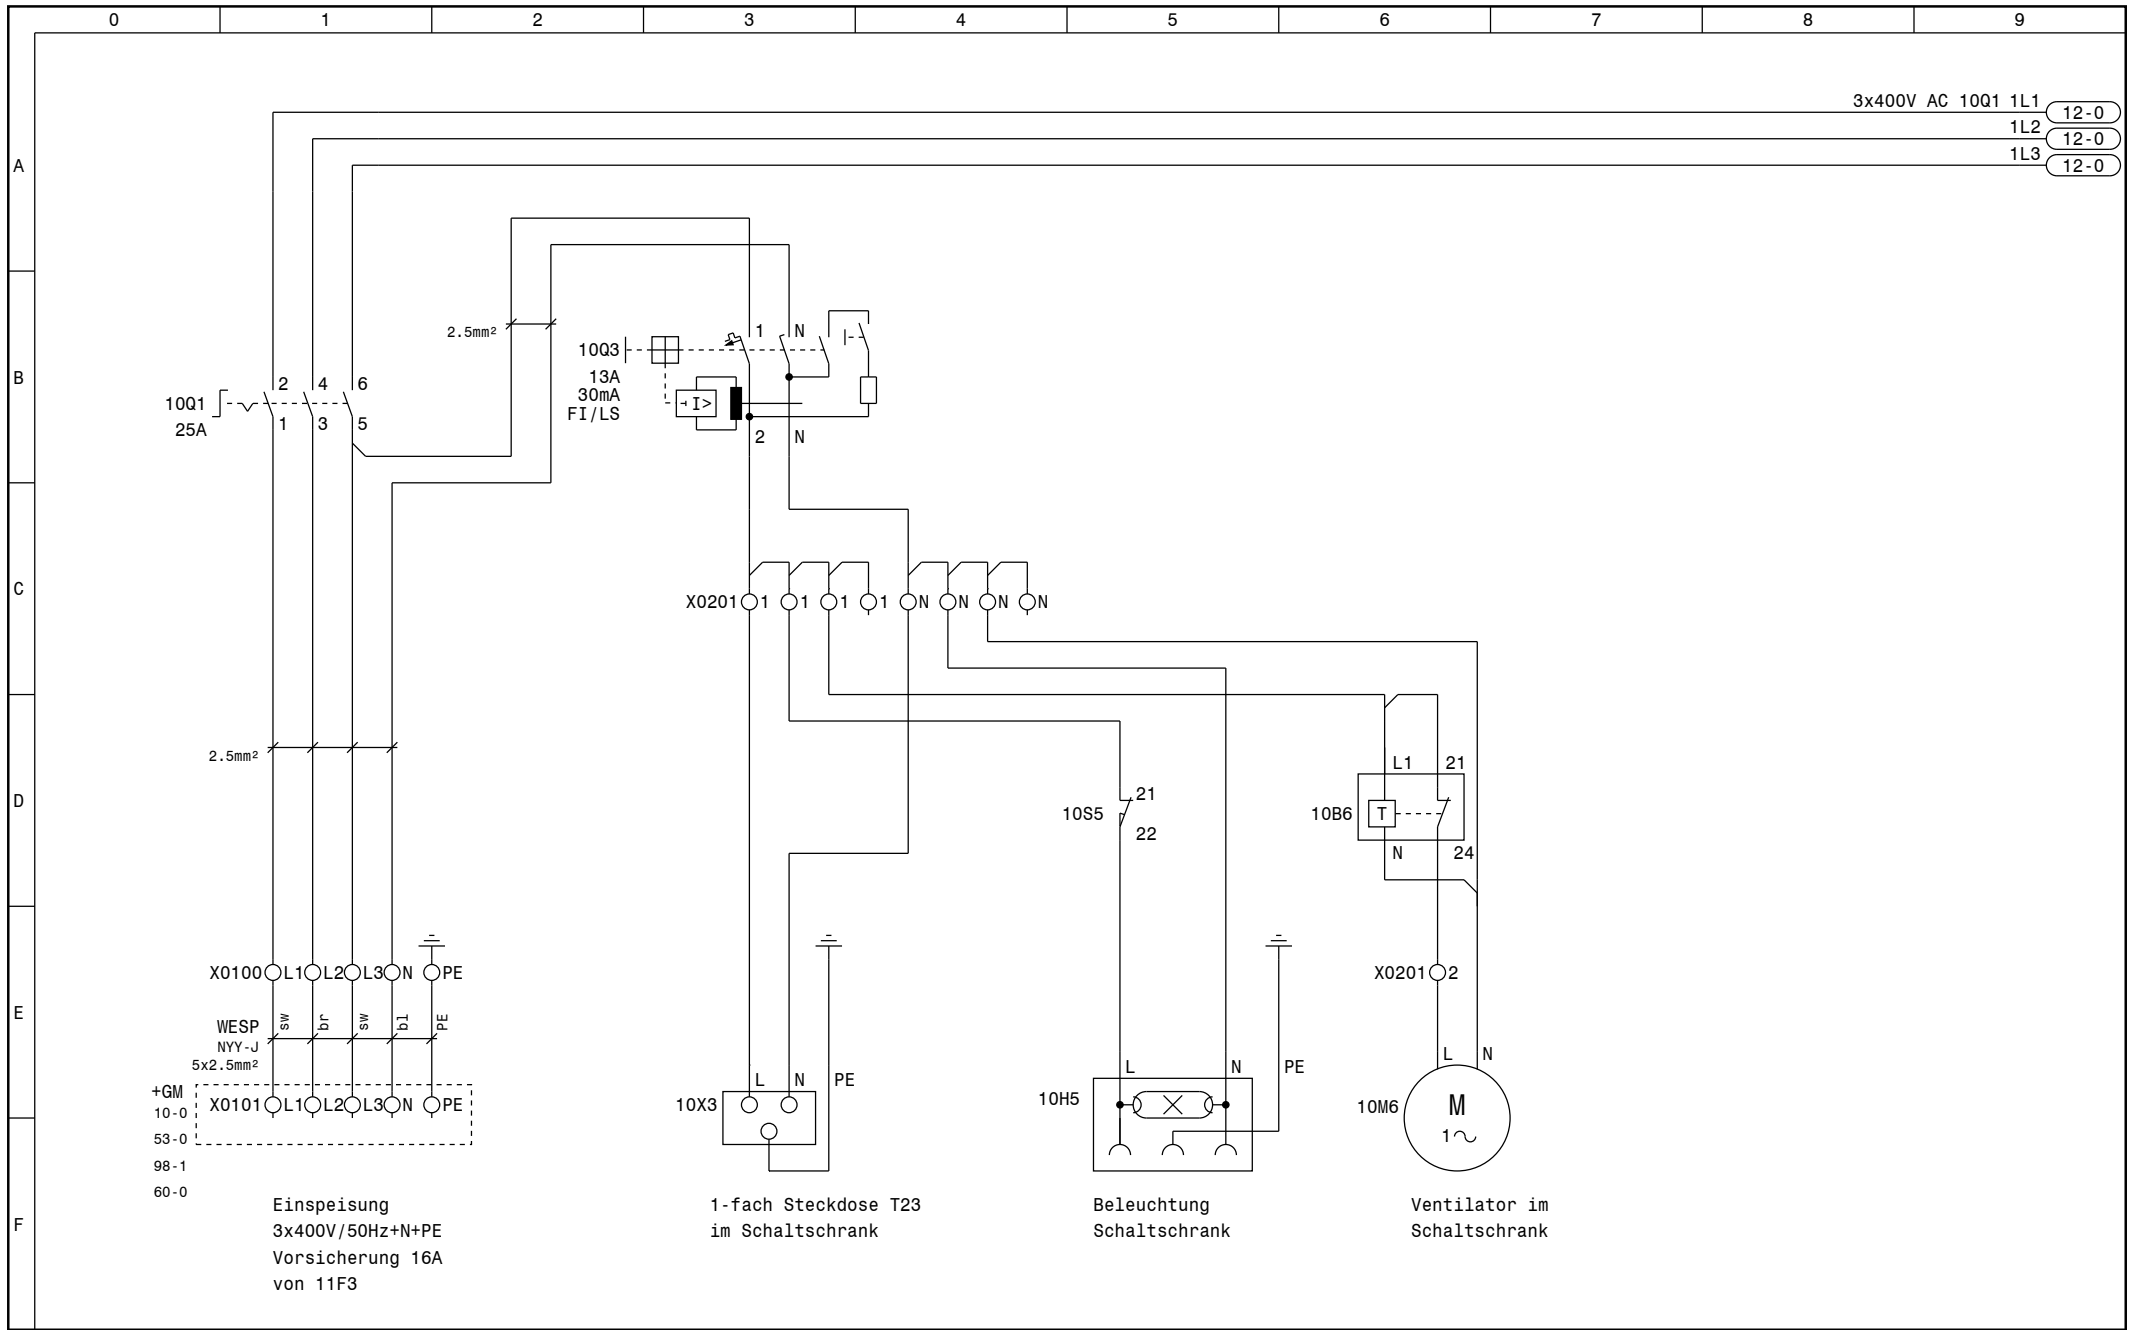 0 1 2 3 4 5 6 7 8 9
3x400V AC 10Q1 1L1 12-0
1L2 12-0
1L3 12-0
A
2.5mm²
1 N
10Q3
13A
30mA
FI/LS
I>
2 N
B
2 4 6
10Q1
25A
1 3 5
C
X0201 1 1 1 1 N N N N
2.5mm²
D
21
10S5
22
L1 21
10B6 T
N 24
X0100 L1 L2 L3 N PE
X0201 2
E
sw br sw bl PE
WESP
NYY-J
5x2.5mm²
+GM
10-0
53-0
98-1
60-0
X0101 L1 L2 L3 N PE
L N PE
10X3
L N PE
10H5
L N
10M6
M
1
F
Einspeisung
3x400V/50Hz+N+PE
Vorsicherung 16A
von 11F3
1-fach Steckdose T23
im Schaltschrank
Beleuchtung
Schaltschrank
Ventilator im
Schaltschrank